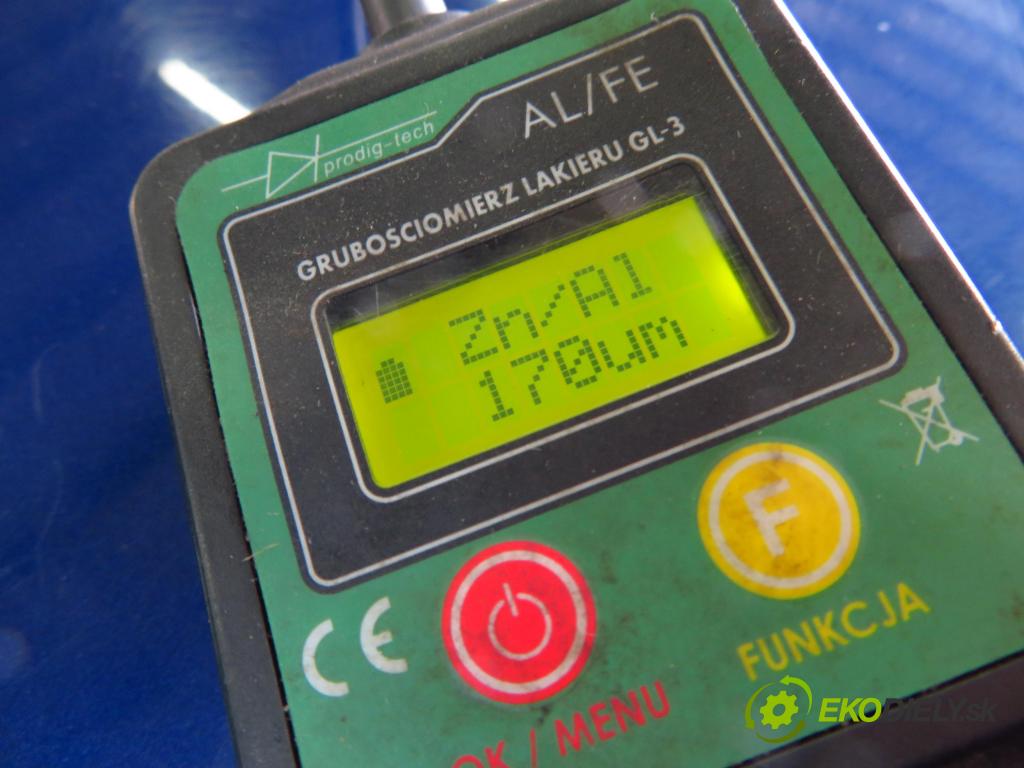 prodig-tech
AL/FE
GRUBOSCIOMIERZ LAKIERU GL-3
Zn/Al
170um
F
FUNKCJA
CE
OK / MENU
EKODIELY.sk